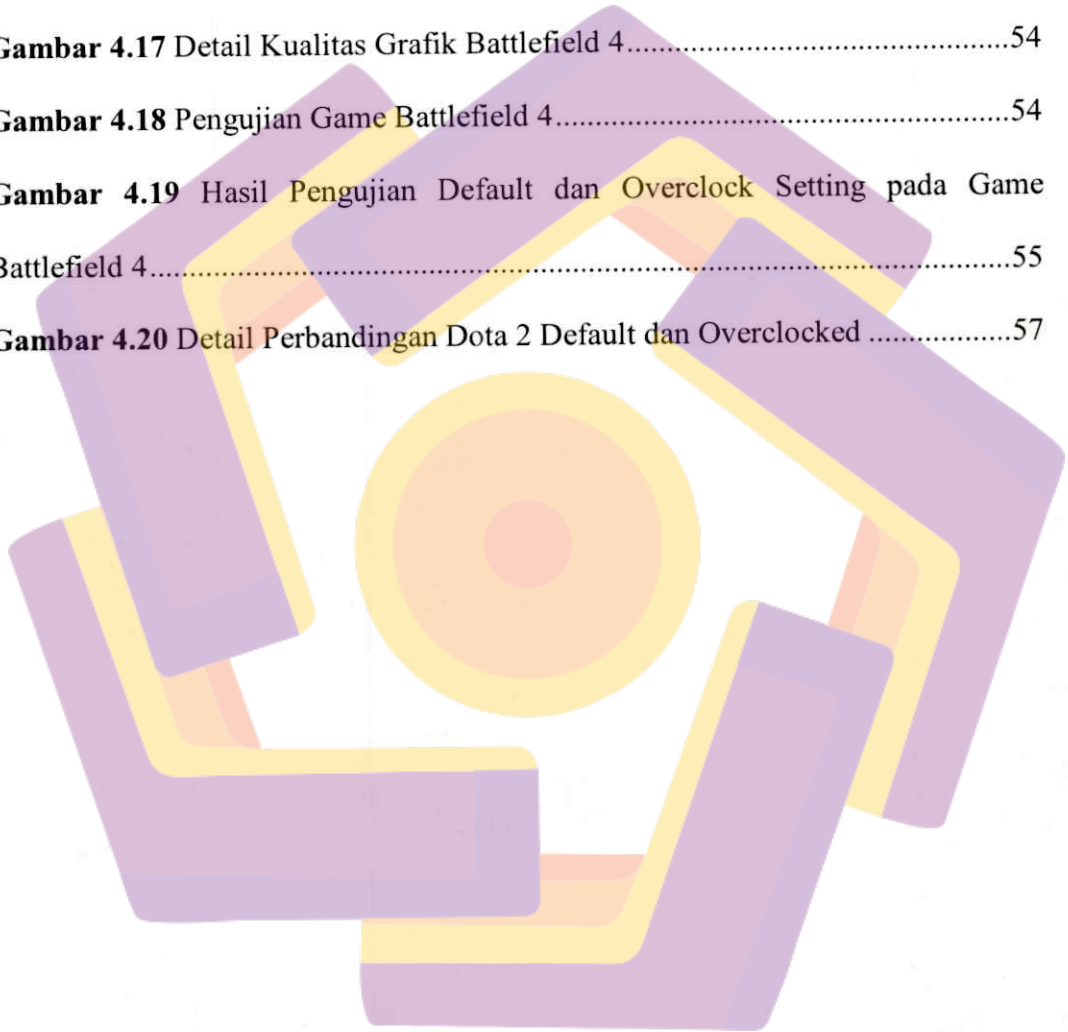 Gambar 4.17 Detail Kualitas Grafik Battlefield 4....................................................54
Gambar 4.18 Pengujian Game Battlefield 4..............................................................54
Gambar 4.19 Hasil Pengujian Default dan Overclock Setting pada Game
Battlefield 4......................................................................................................................55
Gambar 4.20 Detail Perbandingan Dota 2 Default dan Overclocked ..................57